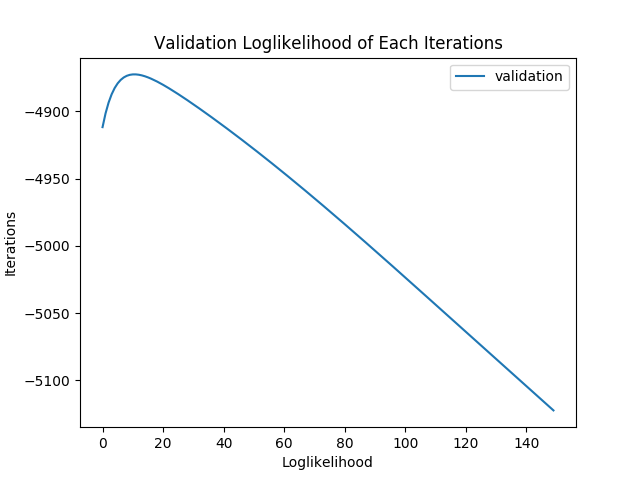 Validation Loglikelihood of Each Iterations
validation
Iterations
−4900
−4950
−5000
−5050
−5100
0 20 40 60 80 100 120 140
Loglikelihood